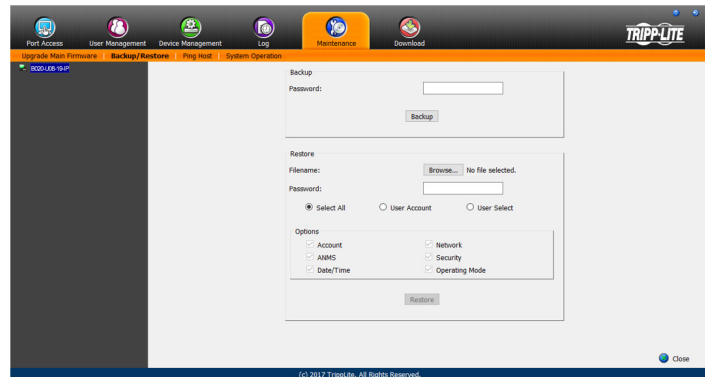 Port Access User Management Device Management Log Maintenance Download
TRIPP·LITE
Upgrade Main Firmware Backup/Restore Ping Host System Operation
B020-U08-19-IP
Backup
Password:
Backup
Restore
Filename: Browse... No file selected.
Password:
Select All User Account User Select
Options
Account Network
ANMS Security
Date/Time Operating Mode
Restore
Close
(c) 2017 TrippLite. All Rights Reserved.